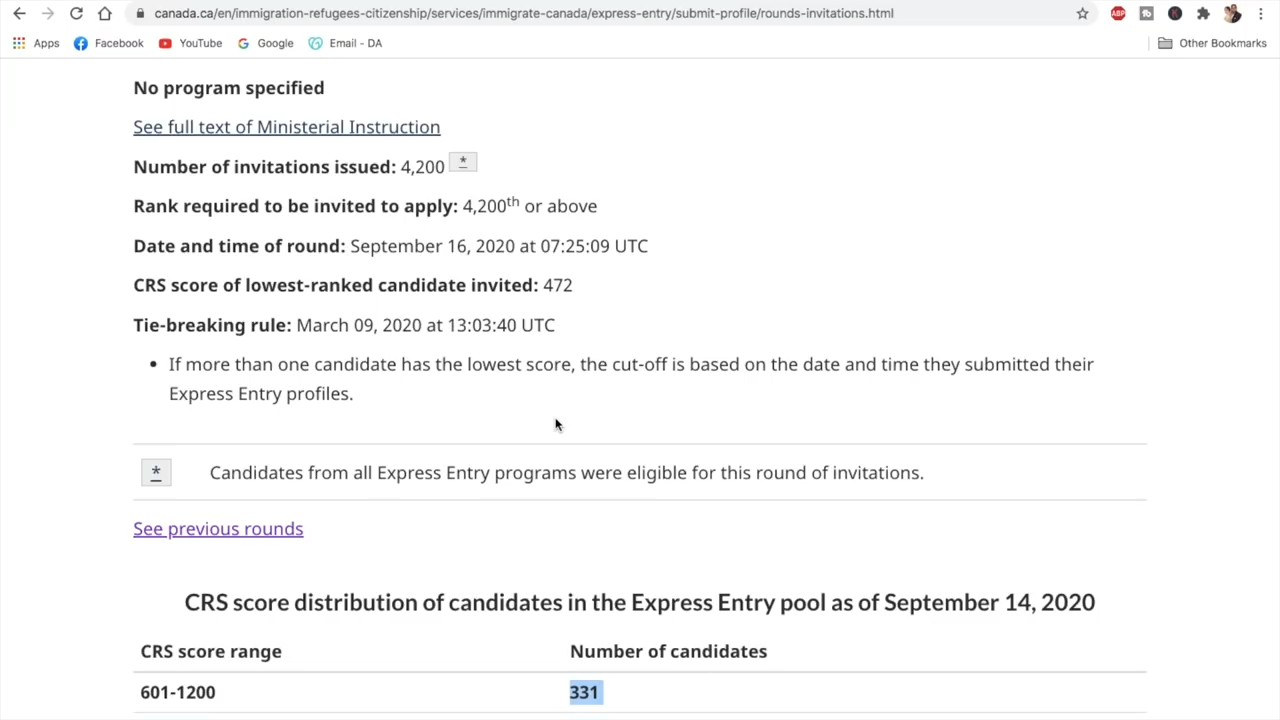 canada.ca/en/immigration-refugees-citizenship/services/immigrate-canada/express-entry/submit-profile/rounds-invitations.html
ABP
Apps Facebook YouTube Google Email - DA Other Bookmarks
No program specified
See full text of Ministerial Instruction
Number of invitations issued: 4,200 *
Rank required to be invited to apply: 4,200th or above
Date and time of round: September 16, 2020 at 07:25:09 UTC
CRS score of lowest-ranked candidate invited: 472
Tie-breaking rule: March 09, 2020 at 13:03:40 UTC
• If more than one candidate has the lowest score, the cut-off is based on the date and time they submitted their
Express Entry profiles.
* Candidates from all Express Entry programs were eligible for this round of invitations.
See previous rounds
CRS score distribution of candidates in the Express Entry pool as of September 14, 2020
CRS score range Number of candidates
601-1200 331